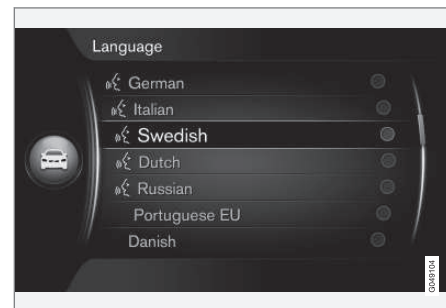 Language
German
Italian
Swedish
Dutch
Russian
Portuguese EU
Danish
G049104